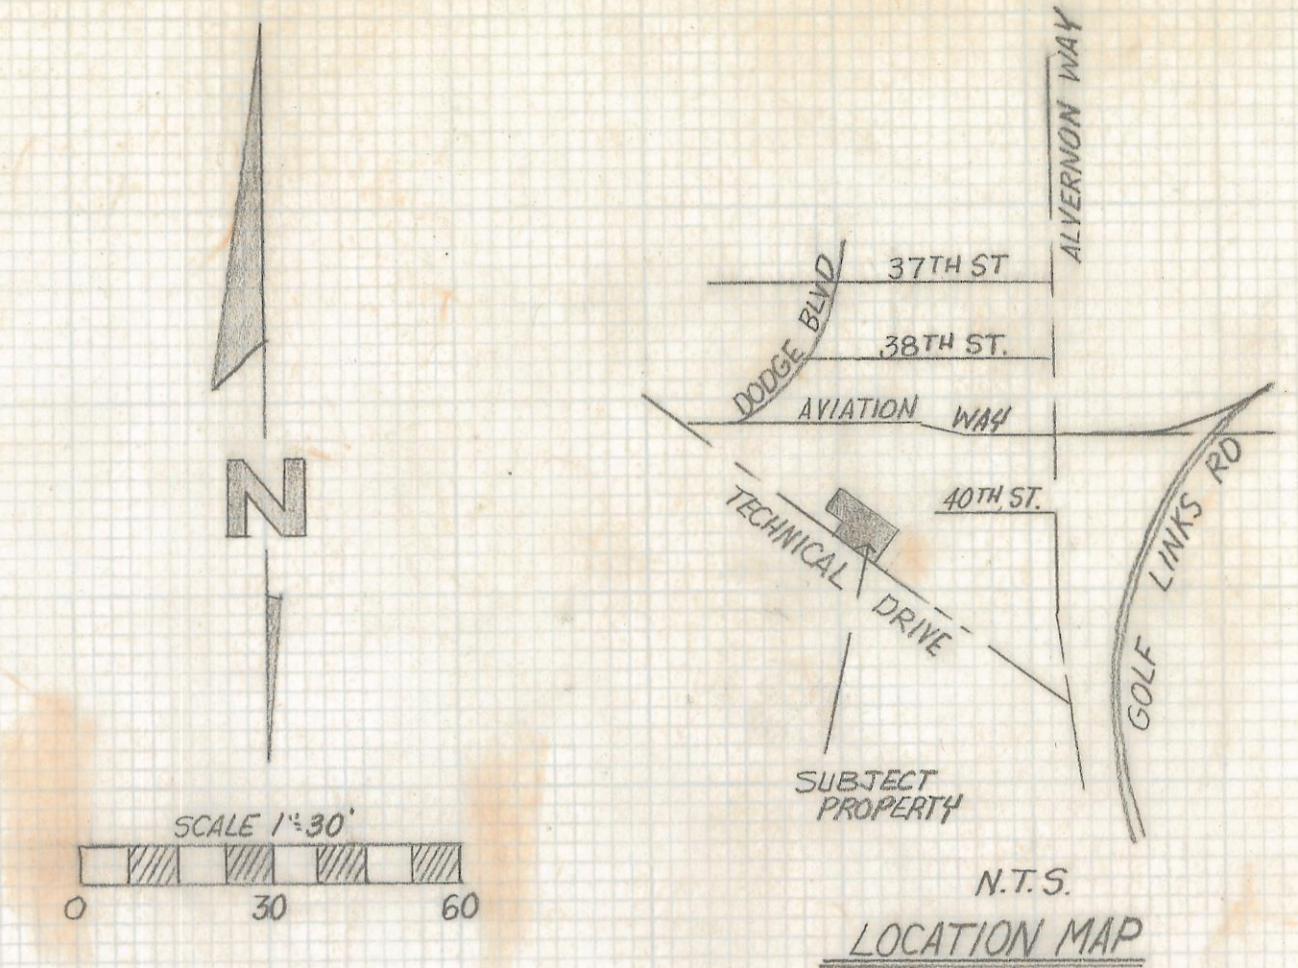 N
SCALE 1"=30'
0 30 60
ALVERNON WAY
37TH ST
DODGE BLVD
38TH ST.
AVIATION WAY
40TH ST.
TECHNICAL DRIVE
GOLF LINKS RD
SUBJECT
PROPERTY
N.T.S.
LOCATION MAP